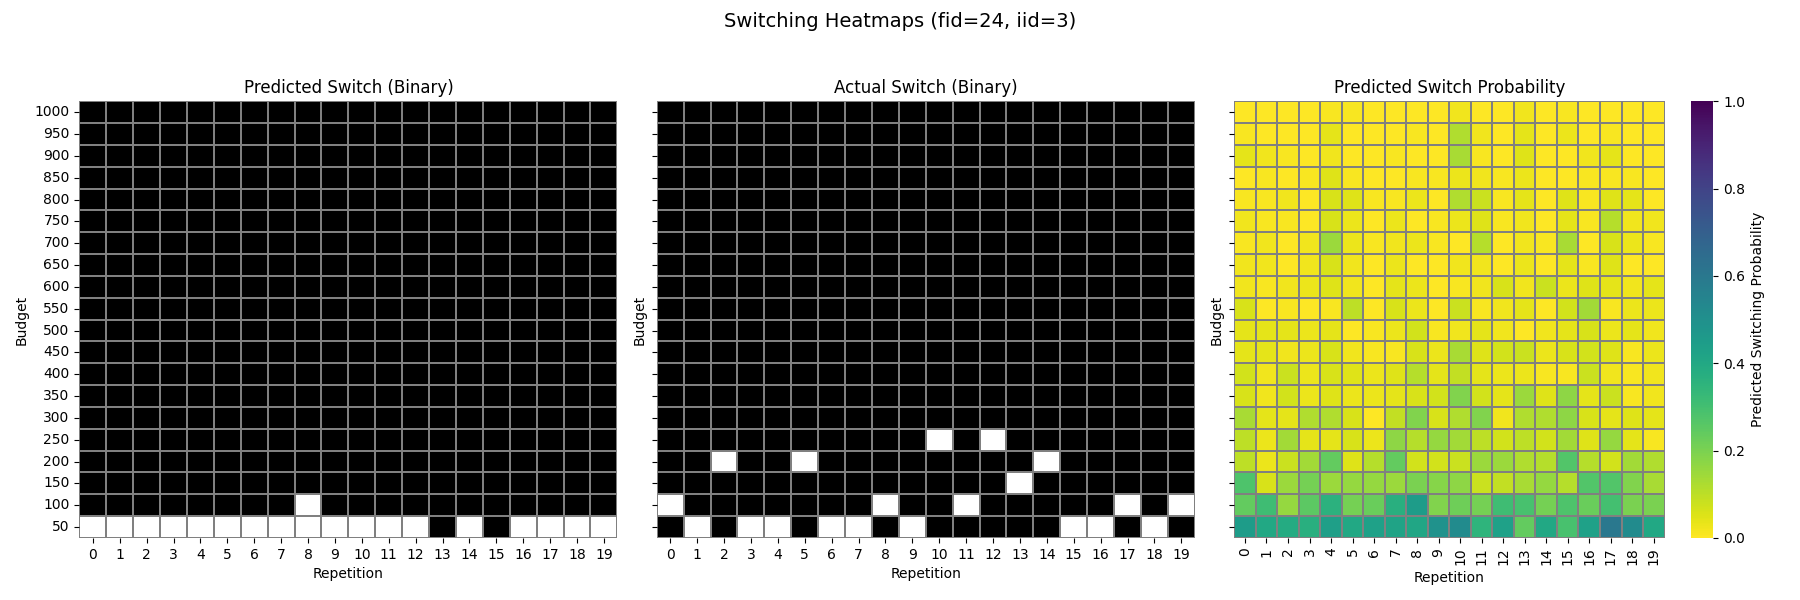 Switching Heatmaps (fid=24, iid=3)
Predicted Switch (Binary)
Budget
1000
950
900
850
800
750
700
650
600
550
500
450
400
350
300
250
200
150
100
50
0 1 2 3 4 5 6 7 8 9 10 11 12 13 14 15 16 17 18 19
Repetition
Actual Switch (Binary)
Budget
0 1 2 3 4 5 6 7 8 9 10 11 12 13 14 15 16 17 18 19
Repetition
Predicted Switch Probability
Budget
0 1 2 3 4 5 6 7 8 9 10 11 12 13 14 15 16 17 18 19
Repetition
1.0
0.8
0.6
0.4
0.2
0.0
Predicted Switching Probability